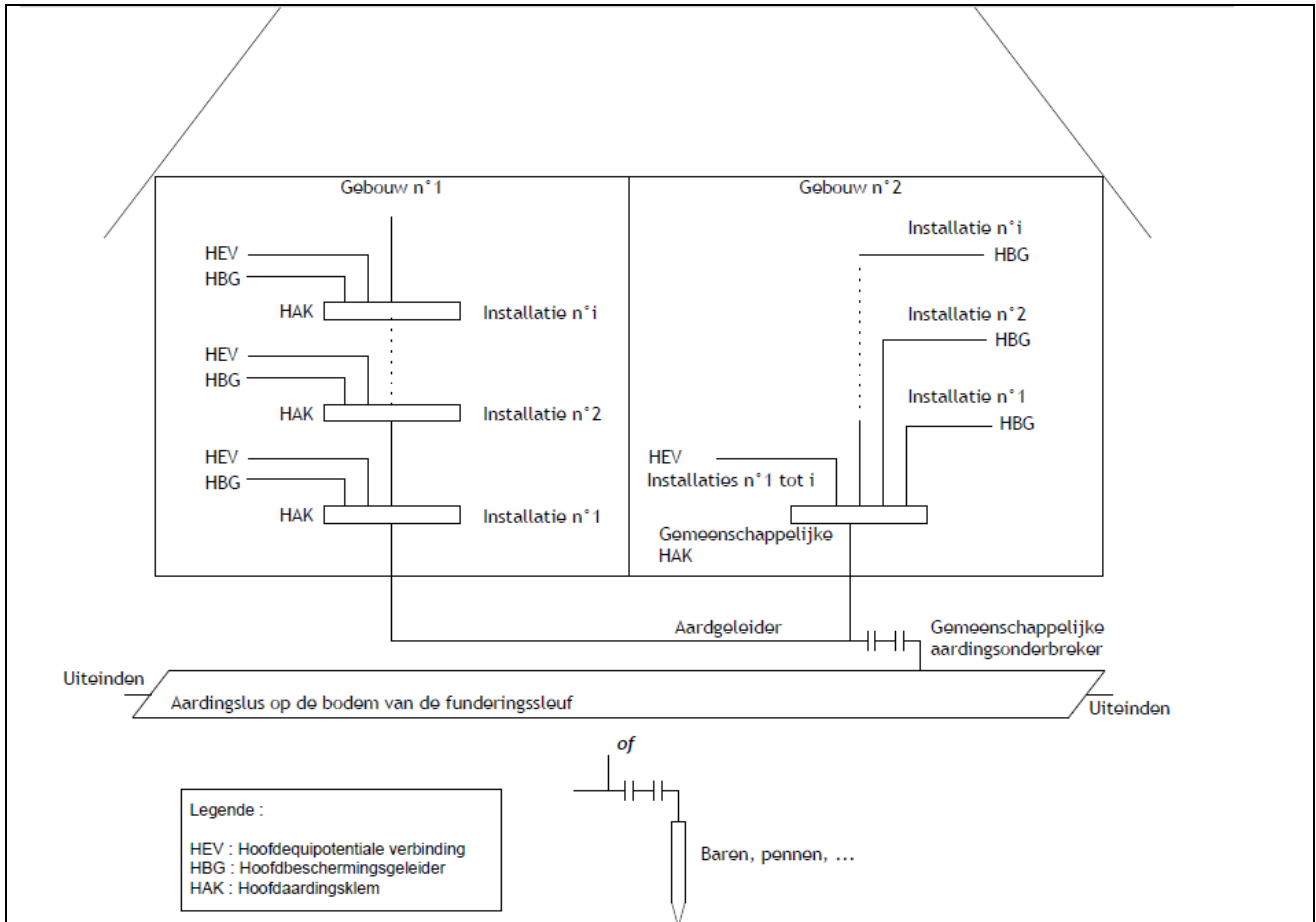 Gebouw n°1
HEV
HBG
HAK
Installatie n°i
HEV
HBG
HAK
Installatie n°2
HEV
HBG
HAK
Installatie n°1
Gebouw n°2
Installatie n°i
HBG
Installatie n°2
HBG
Installatie n°1
HBG
HEV
Installaties n°1 tot i
Gemeenschappelijke
HAK
Aardgeleider
Gemeenschappelijke
aardingsonderbreker
Uiteinden
Aardingslus op de bodem van de funderingssleuf
Uiteinden
of
Baren, pennen, ...
Legende :
HEV : Hoofdequipotentiale verbinding
HBG : Hoofdbeschermingsgeleider
HAK : Hoofdaardingsklem